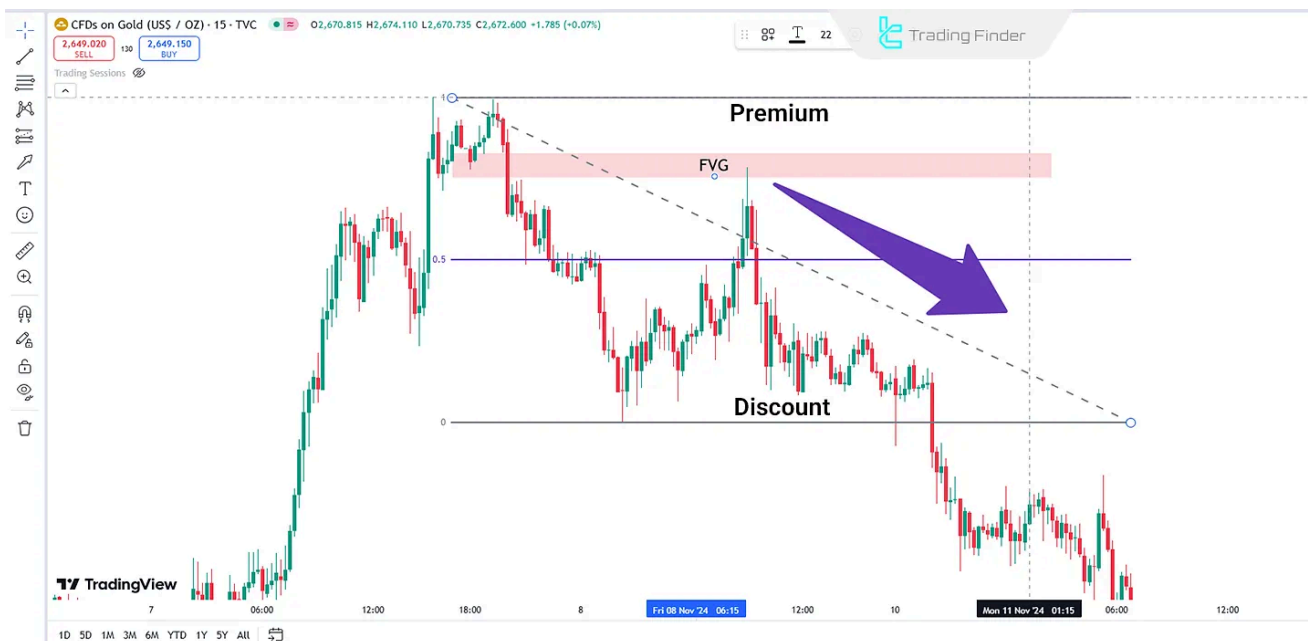 CFDs on Gold (US$ / OZ) · 15 · TVC O2,670.815 H2,674.110 L2,670.735 C2,672.600 +1.785 (+0.07%)
2,649.020 SELL 130 2,649.150 BUY
T 22
Trading Finder
Trading Sessions
1
Premium
FVG
0.5
Discount
0
TradingView
7 06:00 12:00 18:00 8 Fri 08 Nov '24 06:15 12:00 10 Mon 11 Nov '24 01:15 06:00 12:00
1D 5D 1M 3M 6M YTD 1Y 5Y All